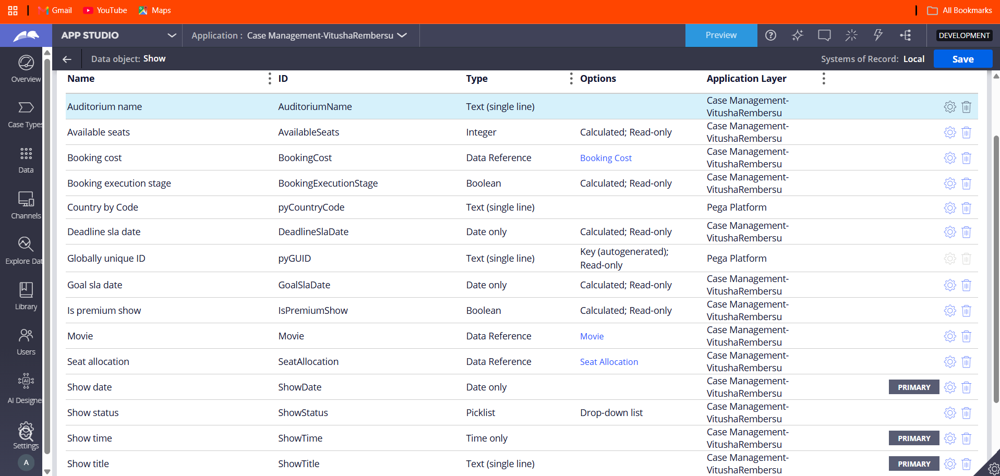 Gmail YouTube Maps All Bookmarks
APP STUDIO Application : Case Management-VitushaRembersu Preview DEVELOPMENT
Data object: Show Systems of Record: Local Save
Overview
Case Types
Data
Channels
Explore Dat
Library
Users
AI
AI Designe
Settings
A
Name ID Type Options Application Layer
Auditorium name AuditoriumName Text (single line) Case Management-
VitushaRembersu
Available seats AvailableSeats Integer Calculated; Read-only Case Management-
VitushaRembersu
Booking cost BookingCost Data Reference Booking Cost Case Management-
VitushaRembersu
Booking execution stage BookingExecutionStage Boolean Calculated; Read-only Case Management-
VitushaRembersu
Country by Code pyCountryCode Text (single line) Pega Platform
Deadline sla date DeadlineSlaDate Date only Calculated; Read-only Case Management-
VitushaRembersu
Globally unique ID pyGUID Text (single line) Key (autogenerated); Pega Platform
Read-only
Goal sla date GoalSlaDate Date only Calculated; Read-only Case Management-
VitushaRembersu
Is premium show IsPremiumShow Boolean Calculated; Read-only Case Management-
VitushaRembersu
Movie Movie Data Reference Movie Case Management-
VitushaRembersu
Seat allocation SeatAllocation Data Reference Seat Allocation Case Management-
VitushaRembersu
Show date ShowDate Date only Case Management- PRIMARY
VitushaRembersu
Show status ShowStatus Picklist Drop-down list Case Management-
VitushaRembersu
Show time ShowTime Time only Case Management- PRIMARY
VitushaRembersu
Show title ShowTitle Text (single line) Case Management- PRIMARY
VitushaRembersu